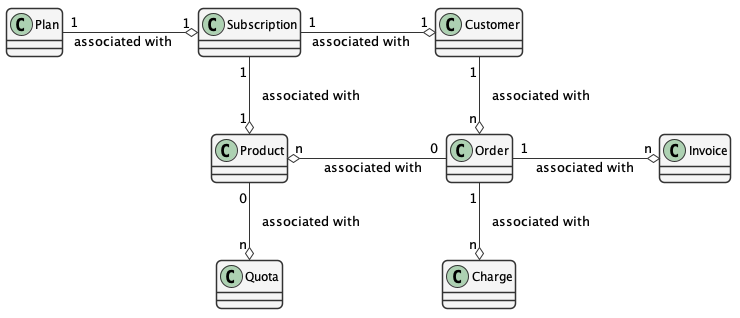 C Plan
1
1
associated with
C Subscription
1
1
associated with
C Customer
1
associated with
1
1
associated with
n
C Product
n
0
associated with
C Order
1
n
associated with
C Invoice
0
associated with
n
1
associated with
n
C Quota
C Charge